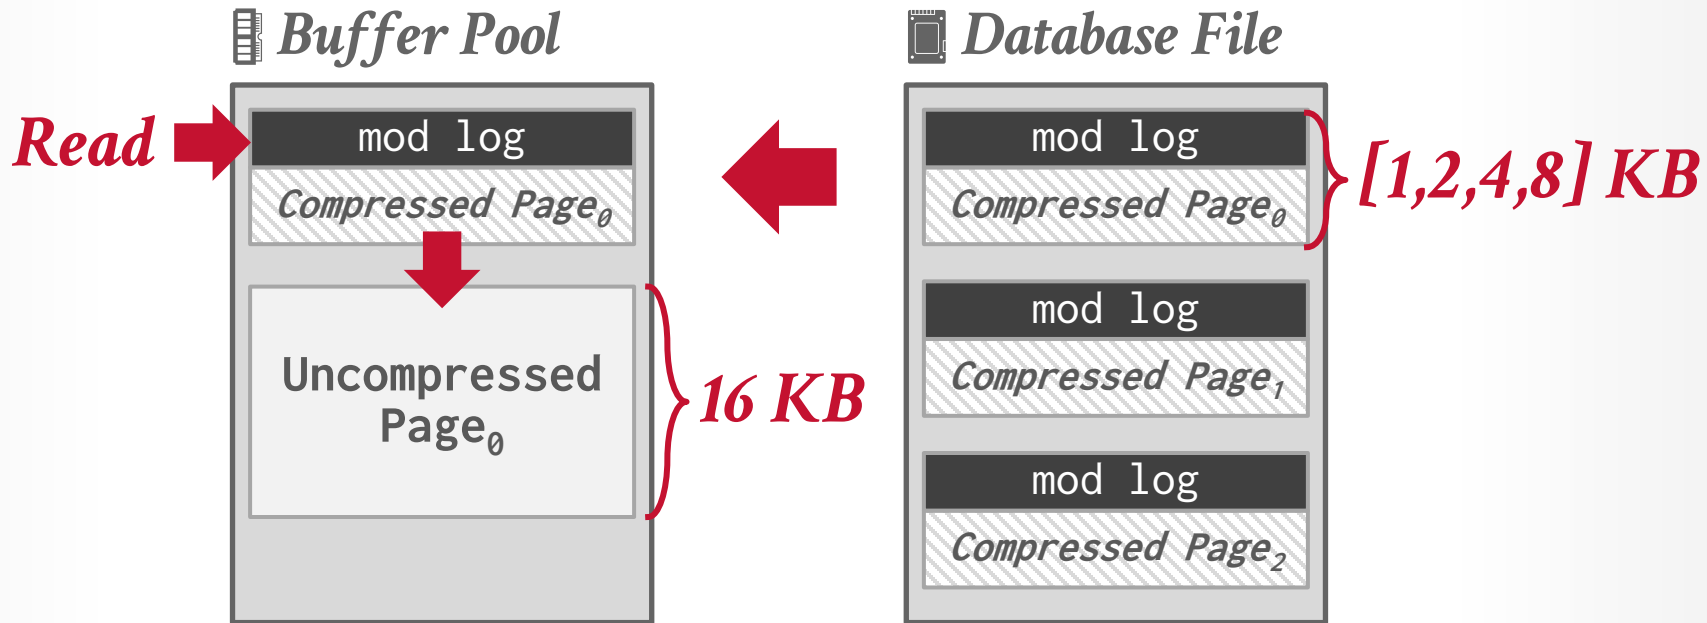 Buffer Pool
Database File
Read
mod log
Compressed Page0
Uncompressed
Page0
16 KB
mod log
Compressed Page0
[1,2,4,8] KB
mod log
Compressed Page1
mod log
Compressed Page2